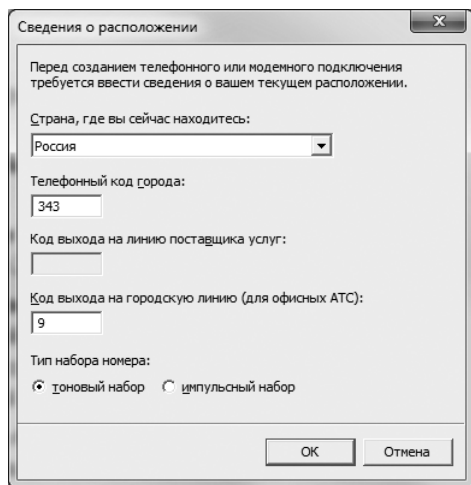 Сведения о расположении
Перед созданием телефонного или модемного подключения
требуется ввести сведения о вашем текущем расположении.
Страна, где вы сейчас находитесь:
Россия
Телефонный код города:
343
Код выхода на линию поставщика услуг:
Код выхода на городскую линию (для офисных АТС):
9
Тип набора номера:
тоновый набор импульсный набор
ОК Отмена